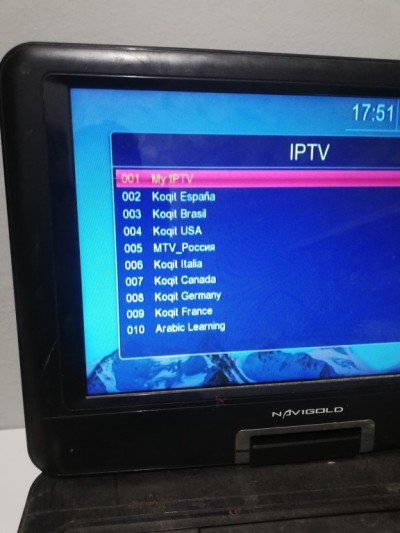 17:51
IPTV
001 My IPTV
002 Koqit España
003 Koqit Brasil
004 Koqit USA
005 MTV_Россия
006 Koqit Italia
007 Koqit Canada
008 Koqit Germany
009 Koqit France
010 Arabic Learning
NAVIGOLD